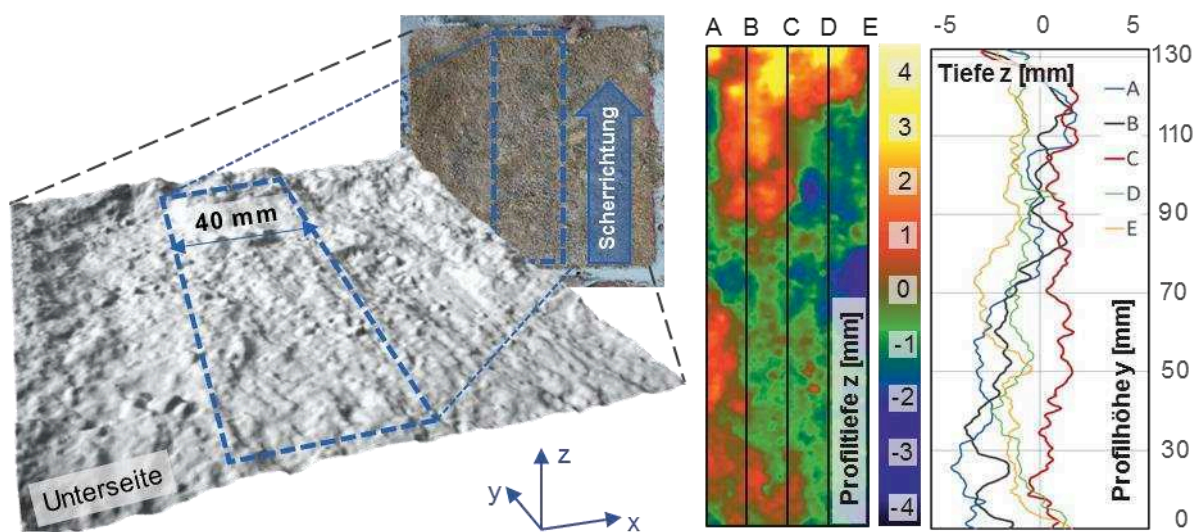 40 mm
Scherrichtung
Unterseite
z
y
x
A B C D E
4
3
2
1
0
-1
-2
-3
-4
Profiltiefe z [mm]
-5 0 5
Tiefe z [mm]
A
B
C
D
E
130
110
90
70
50
30
0
Profilhöhe y [mm]